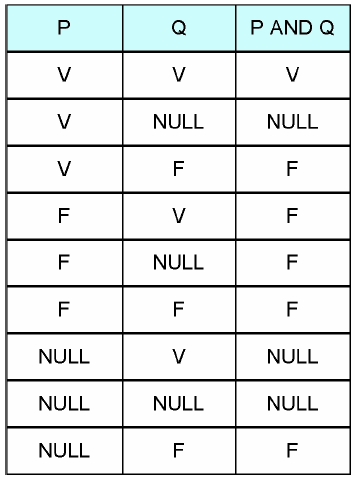 P Q P AND Q
V V V
V NULL NULL
V F F
F V F
F NULL F
F F F
NULL V NULL
NULL NULL NULL
NULL F F